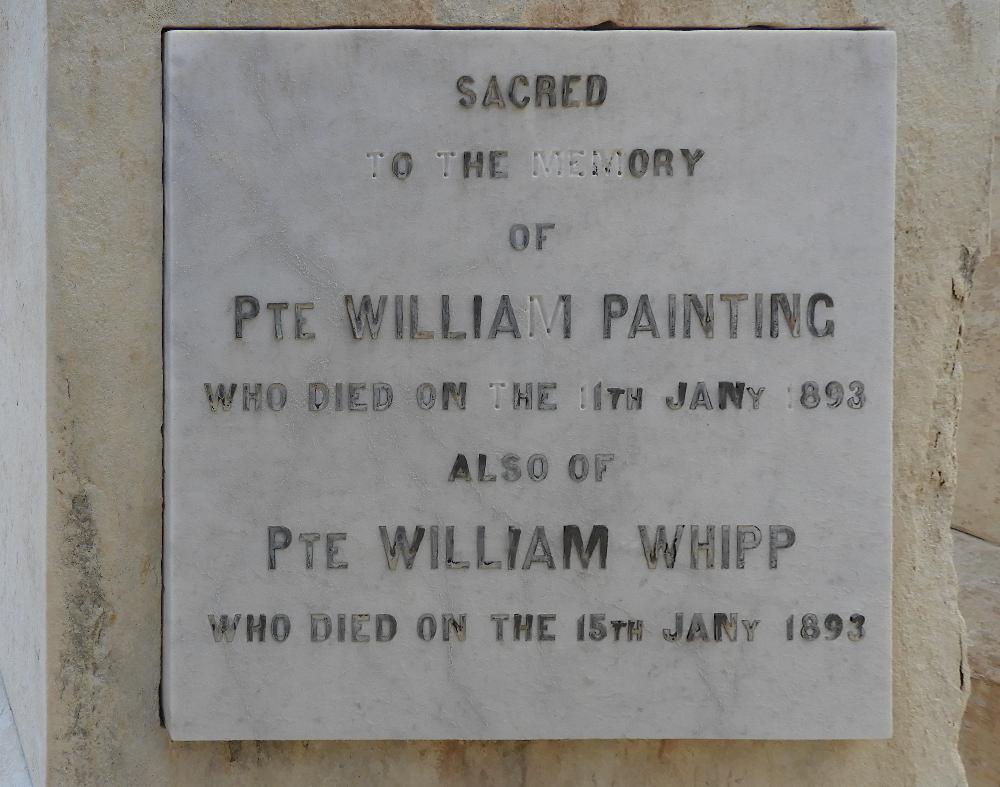 SACRED
TO THE MEMORY
OF
PTE WILLIAM PAINTING
WHO DIED ON THE 11TH JANY 1893
ALSO OF
PTE WILLIAM WHIPP
WHO DIED ON THE 15TH JANY 1893